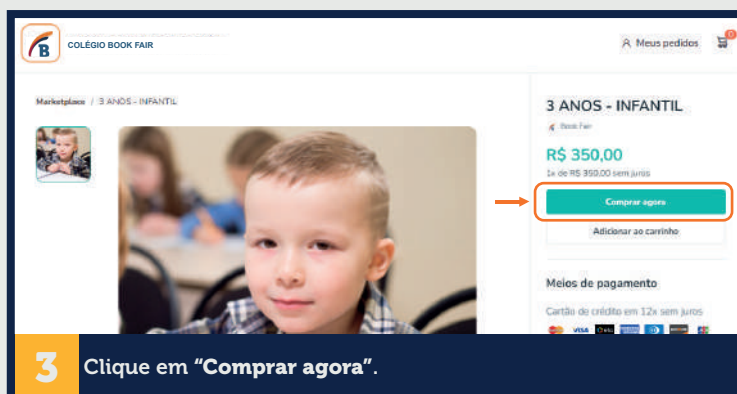 B
COLÉGIO BOOK FAIR
Meus pedidos
0
Marketplace / 3 ANOS - INFANTIL
3 ANOS - INFANTIL
Book Fair
R$ 350,00
1x de R$ 350,00 sem juros
Comprar agora
Adicionar ao carrinho
Meios de pagamento
Cartão de crédito em 12x sem juros
VISA elo
3 Clique em “Comprar agora”.